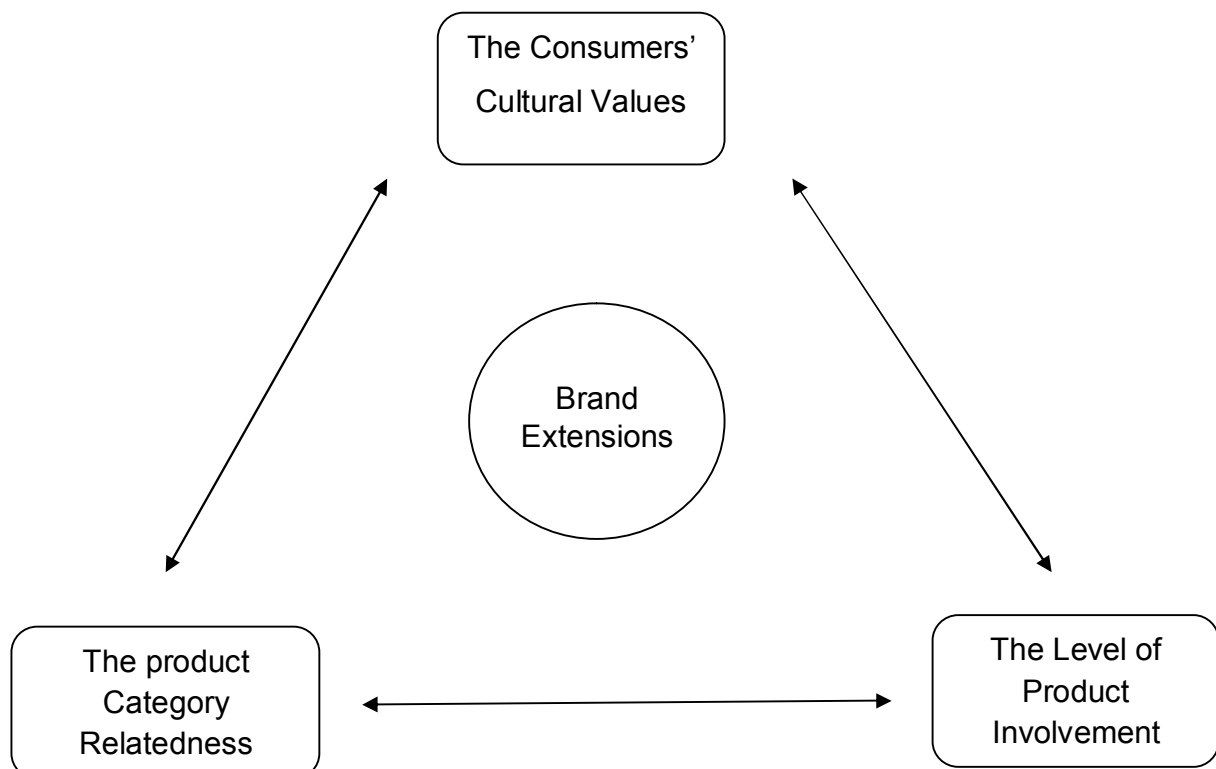 The Consumers’
Cultural Values
Brand
Extensions
The product
Category
Relatedness
The Level of
Product
Involvement